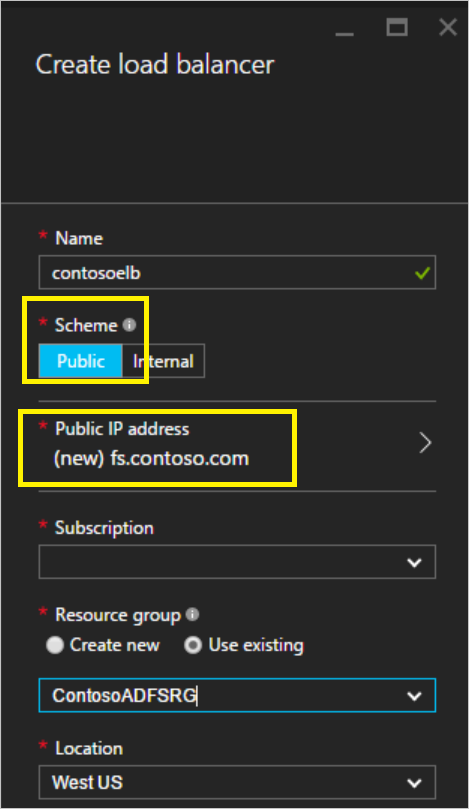 Create load balancer
* Name
contosoelb
* Scheme
Public Internal
* Public IP address
(new) fs.contoso.com
* Subscription
* Resource group
Create new Use existing
ContosoADFSRG
* Location
West US